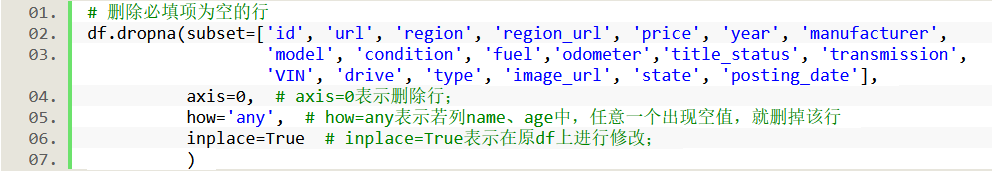 01. # 删除必填项为空的行
02. df.dropna(subset=['id', 'url', 'region', 'region_url', 'price', 'year', 'manufacturer',
03. 'model', 'condition', 'fuel','odometer','title_status', 'transmission',
'VIN', 'drive', 'type', 'image_url', 'state', 'posting_date'],
04. axis=0,  # axis=0表示删除行;
05. how='any',  # how=any表示若列name、age中，任意一个出现空值，就删掉该行
06. inplace=True  # inplace=True表示在原df上进行修改;
07. )